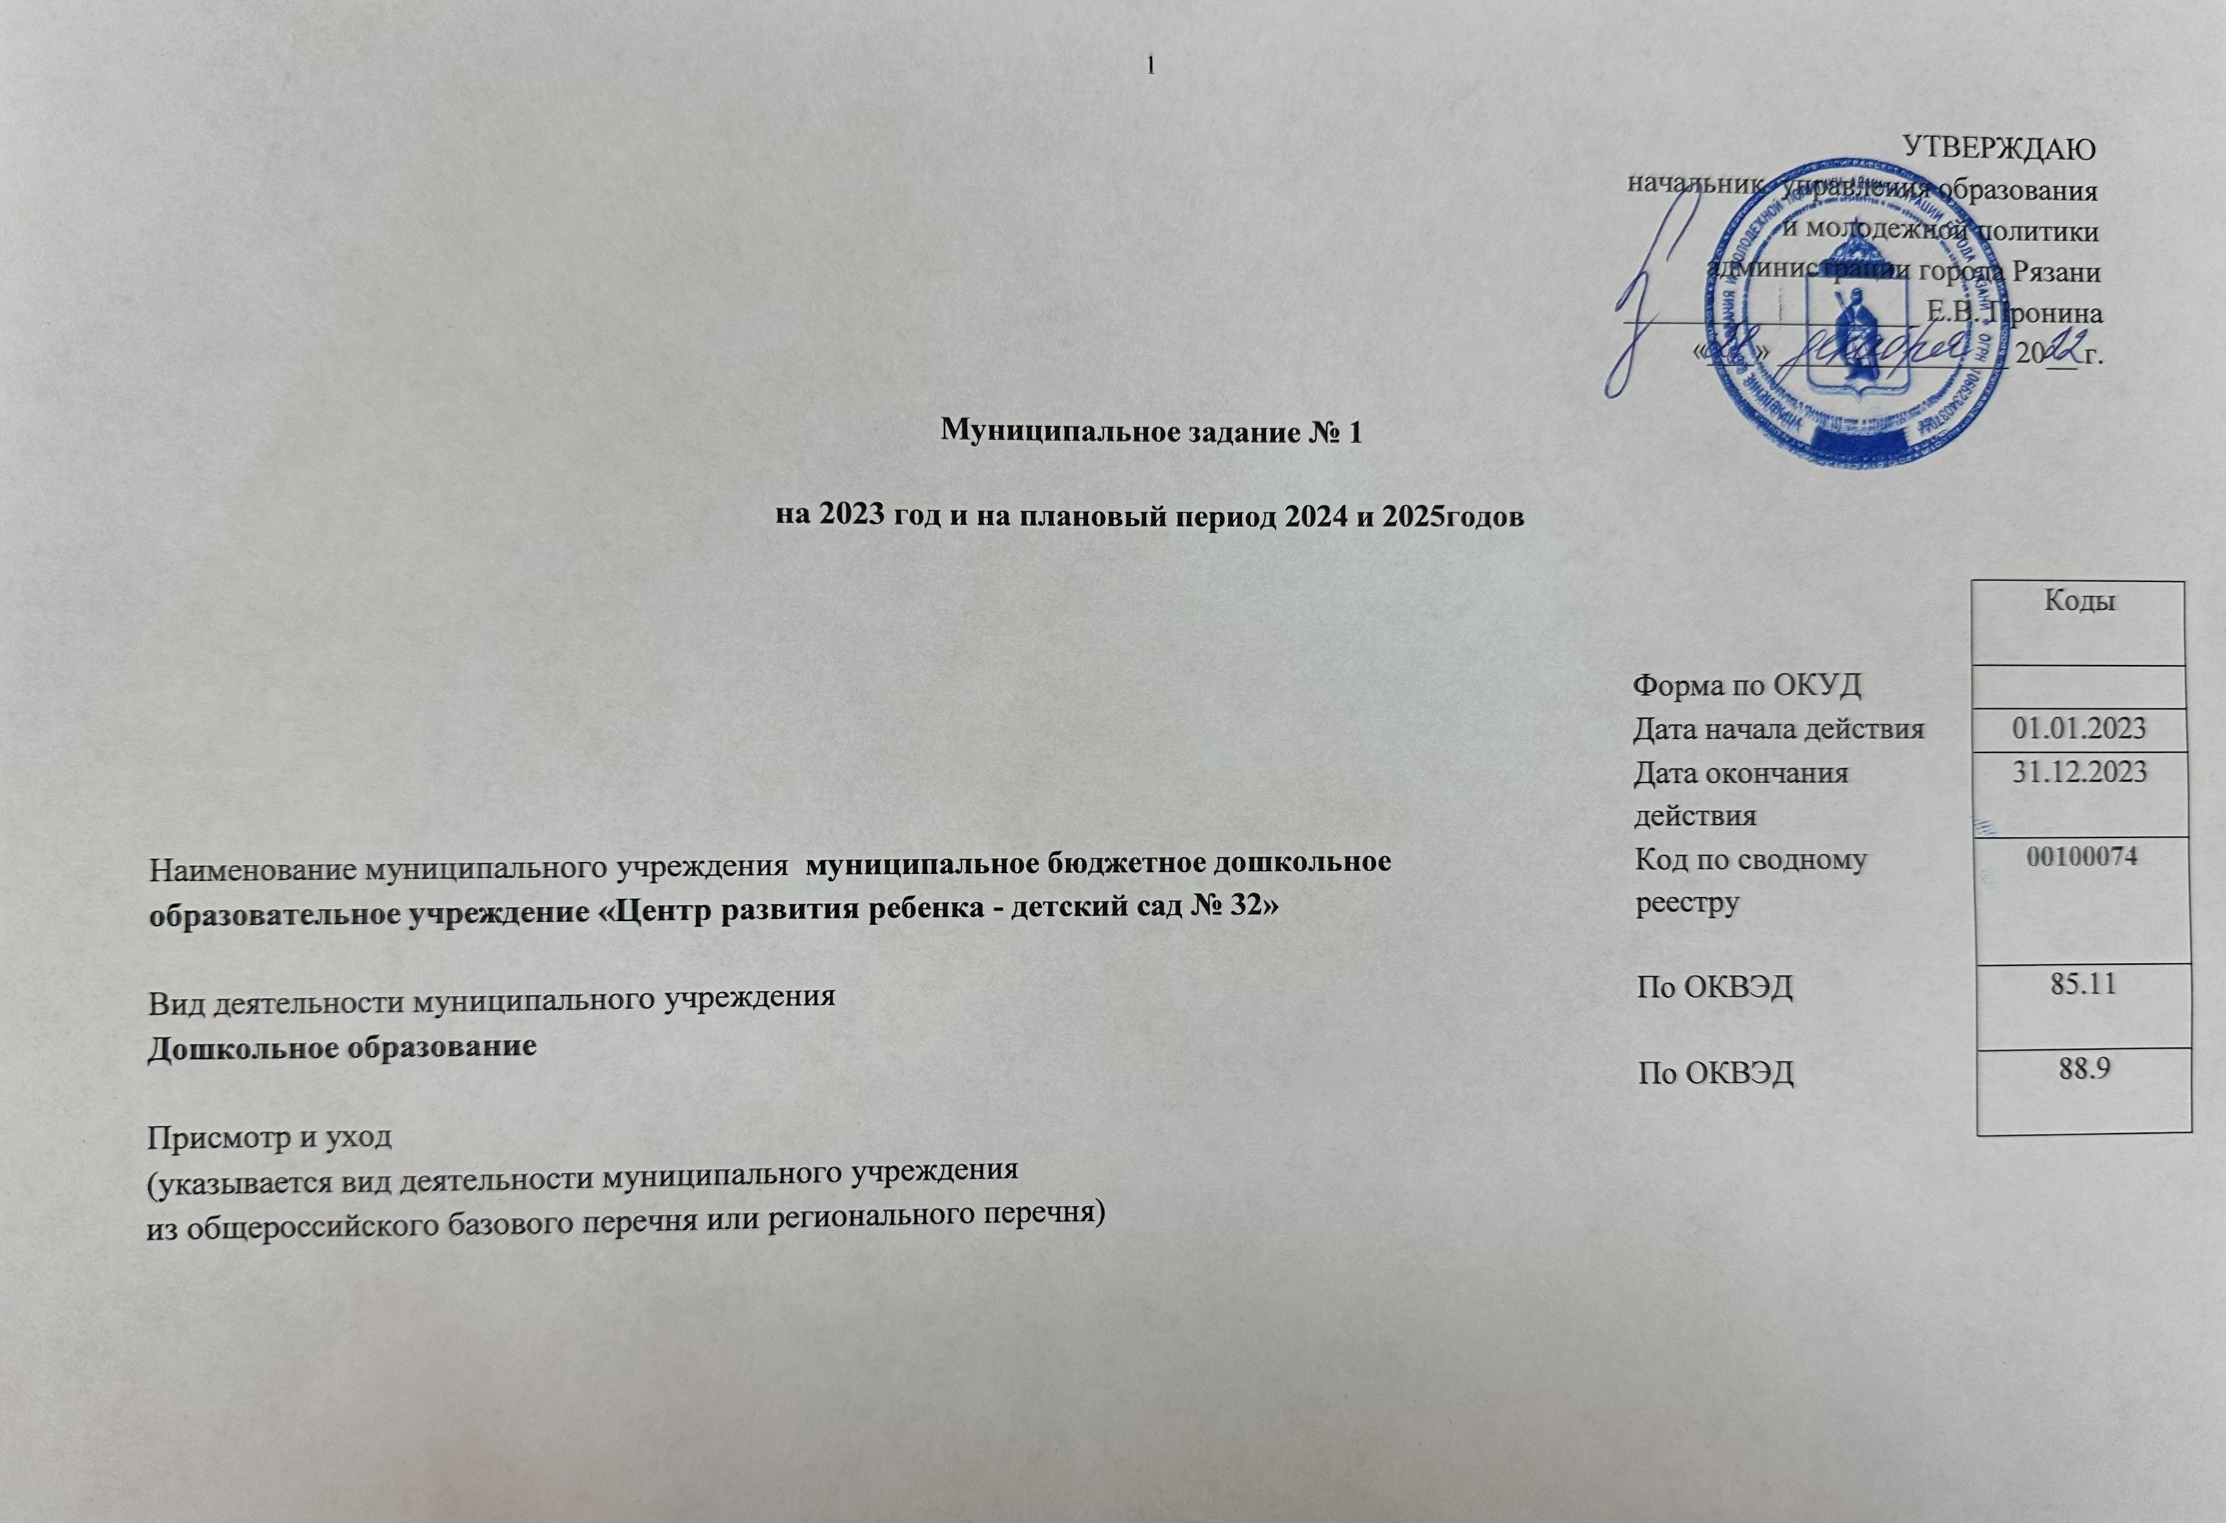 1
УТВЕРЖДАЮ
начальник управления образования
и молодежной политики
администрации города Рязани
Е.В. Пронина
«28» декабря 2022 г.
Муниципальное задание № 1
на 2023 год и на плановый период 2024 и 2025годов
Коды
Форма по ОКУД
Дата начала действия 01.01.2023
Дата окончания 31.12.2023
действия
Наименование муниципального учреждения муниципальное бюджетное дошкольное
образовательное учреждение «Центр развития ребенка - детский сад № 32»
Код по сводному 00100074
реестру
Вид деятельности муниципального учреждения
Дошкольное образование
По ОКВЭД 85.11
По ОКВЭД 88.9
Присмотр и уход
(указывается вид деятельности муниципального учреждения
из общероссийского базового перечня или регионального перечня)